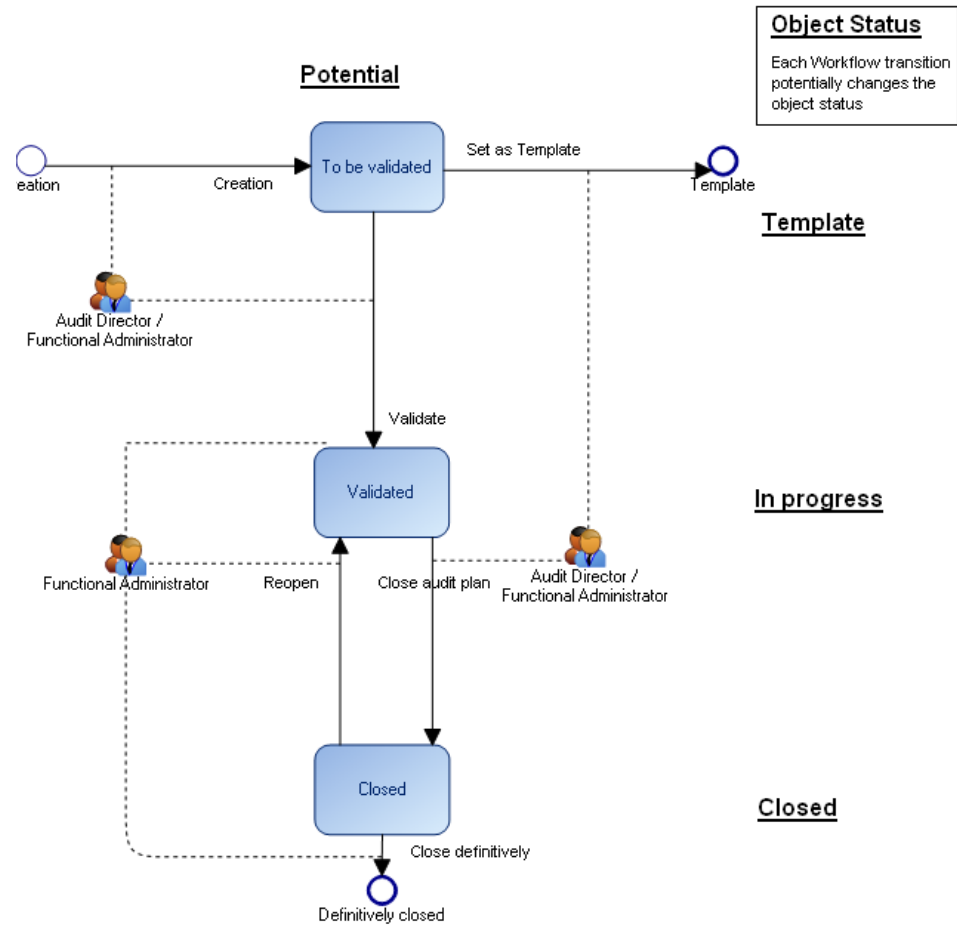 Object Status
Each Workflow transition
potentially changes the
object status
Potential
To be validated
Set as Template
eation
Creation
Template
Template
Audit Director /
Functional Administrator
Validate
Validated
In progress
Functional Administrator
Reopen
Close audit plan
Audit Director /
Functional Administrator
Closed
Closed
Close definitively
Definitively closed